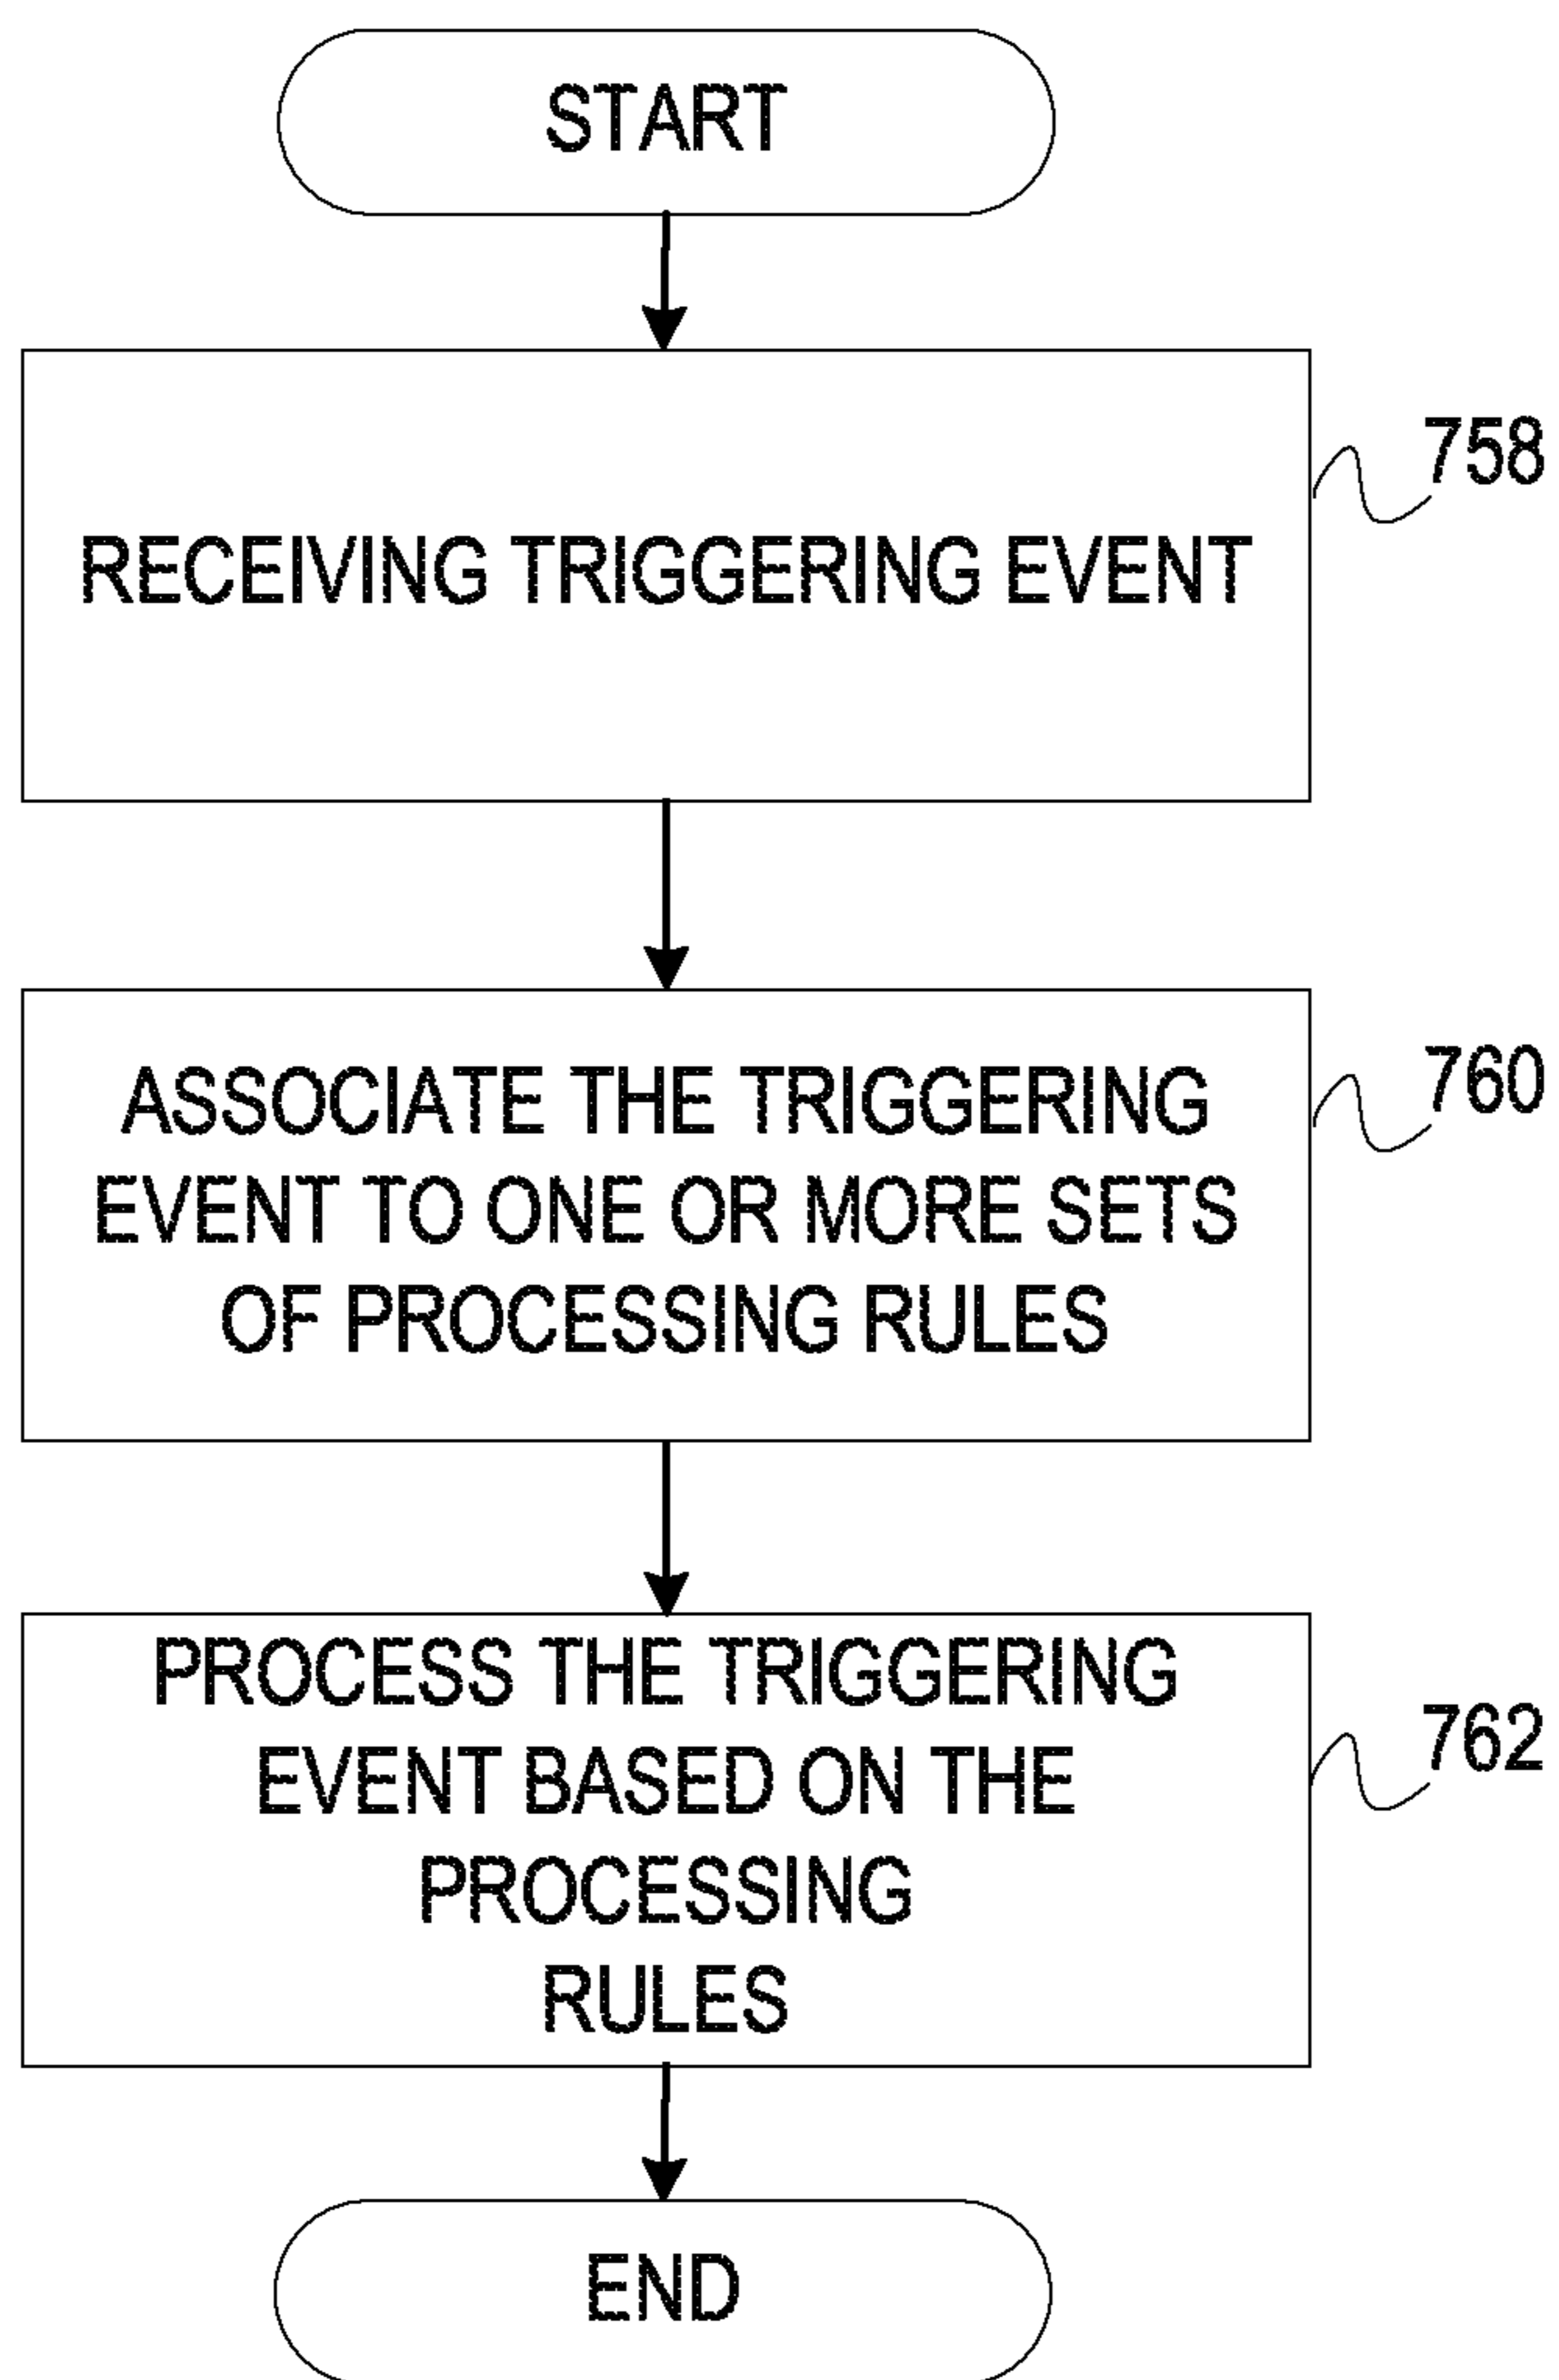 START
758
RECEIVING TRIGGERING EVENT
760
ASSOCIATE THE TRIGGERING
EVENT TO ONE OR MORE SETS
OF PROCESSING RULES
762
PROCESS THE TRIGGERING
EVENT BASED ON THE
PROCESSING
RULES
END